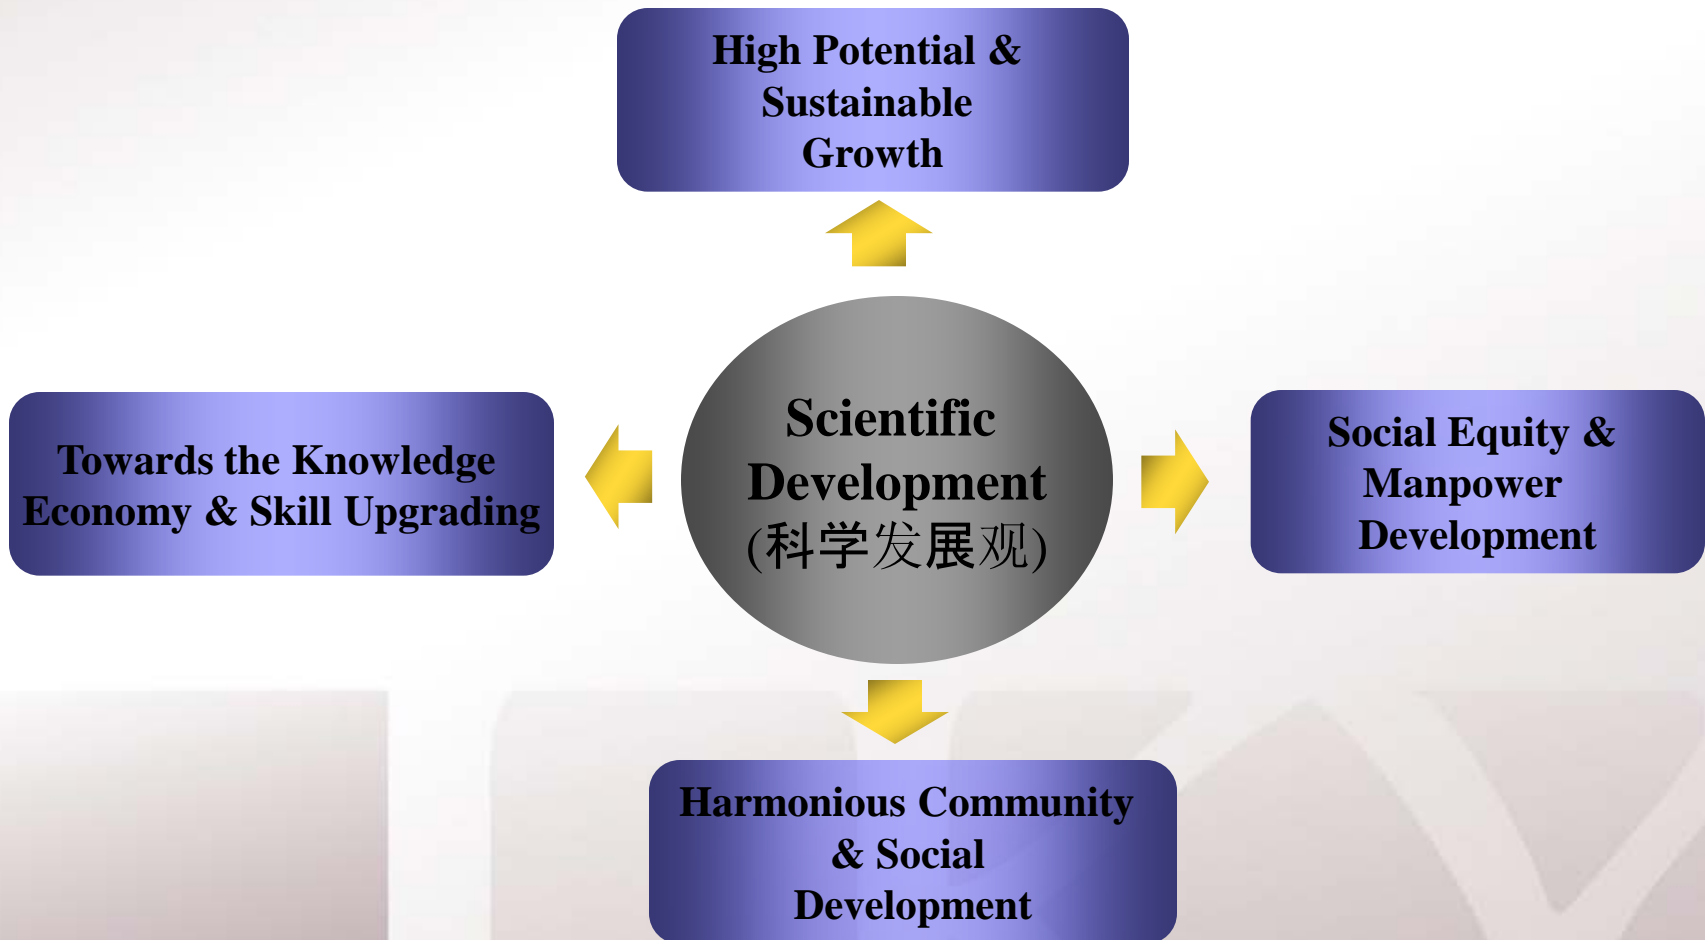 High Potential &
Sustainable
Growth
Towards the Knowledge
Economy & Skill Upgrading
Scientific
Development
(科学发展观)
Social Equity &
Manpower
Development
Harmonious Community
& Social
Development